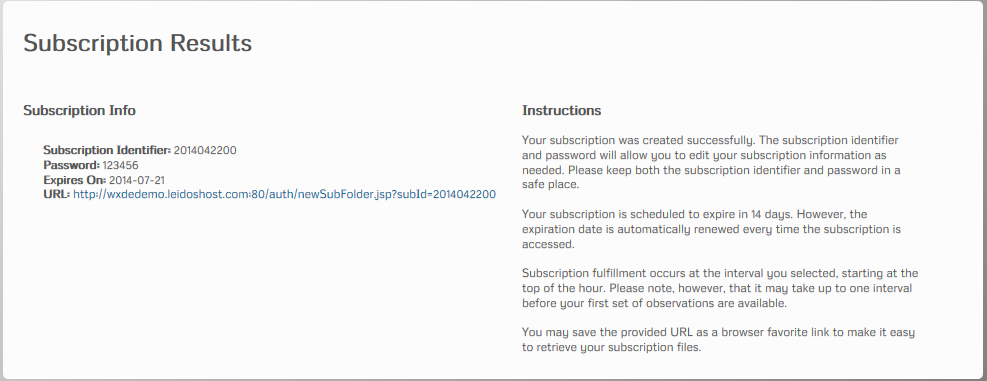 Subscription Results
Subscription Info
Subscription Identifier: 2014042200
Password: 123456
Expires On: 2014-07-21
URL: http://wxdedemo.leidoshost.com:80/auth/newSubFolder.jsp?subId=2014042200
Instructions
Your subscription was created successfully. The subscription identifier
and password will allow you to edit your subscription information as
needed. Please keep both the subscription identifier and password in a
safe place.
Your subscription is scheduled to expire in 14 days. However, the
expiration date is automatically renewed every time the subscription is
accessed.
Subscription fulfillment occurs at the interval you selected, starting at the
top of the hour. Please note, however, that it may take up to one interval
before your first set of observations are available.
You may save the provided URL as a browser favorite link to make it easy
to retrieve your subscription files.